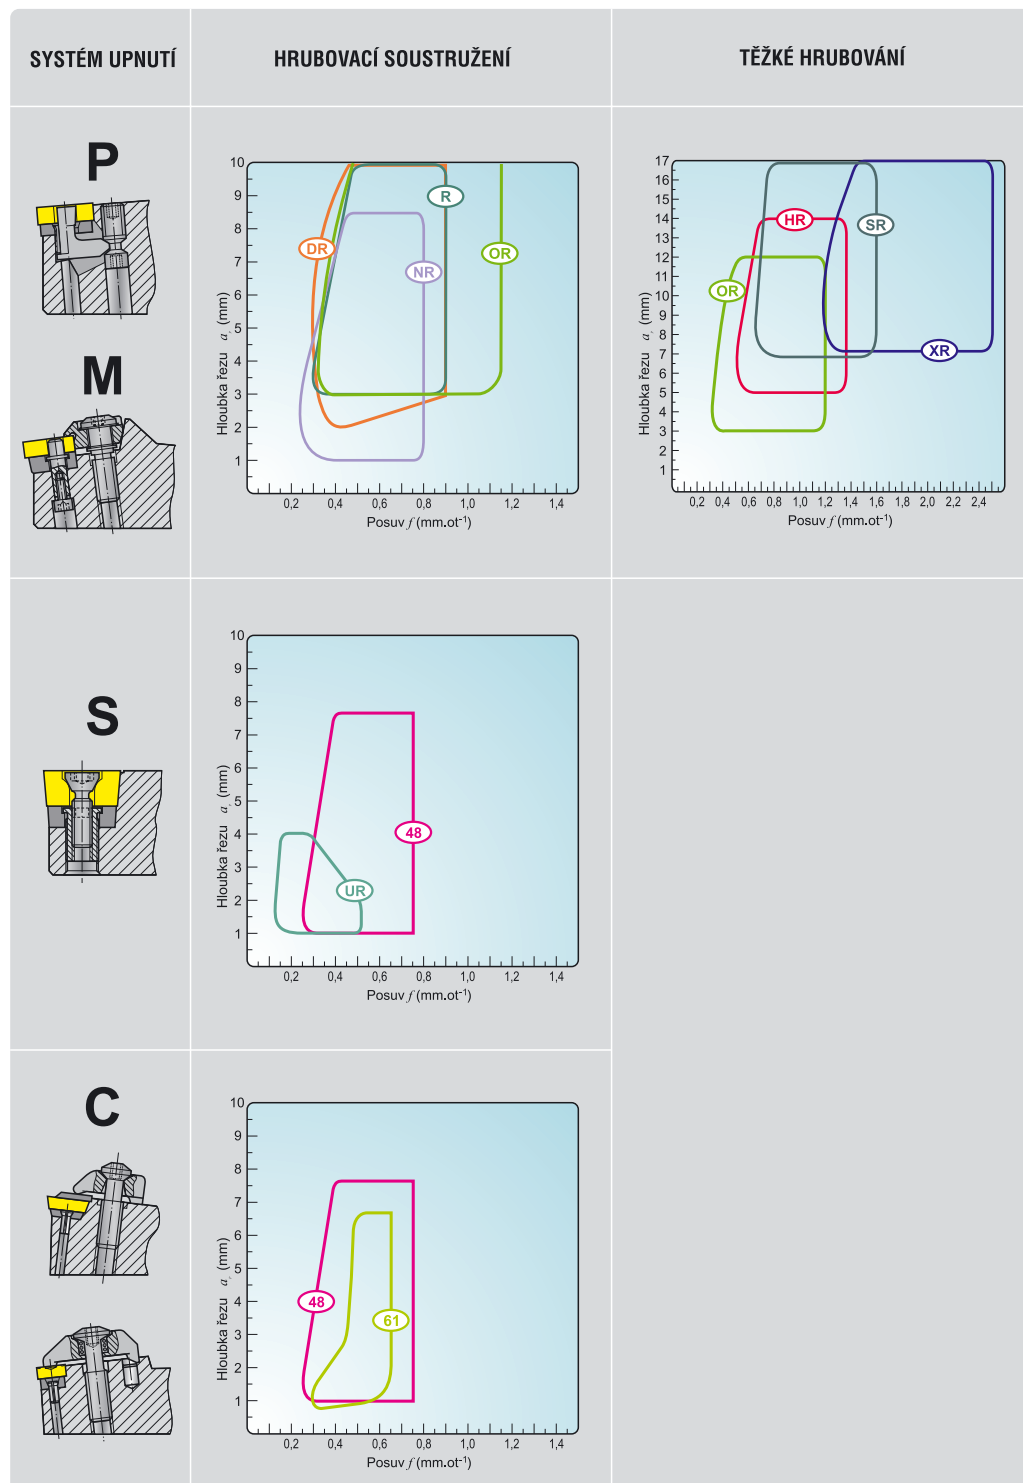 SYSTÉM UPNUTÍ
HRUBOVACÍ SOUSTRUŽENÍ
TĚŽKÉ HRUBOVÁNÍ
P
M
10
9
8
7
6
5
4
3
2
1
Hloubka řezu a, (mm)
DR
R
NR
OR
0,2 0,4 0,6 0,8 1,0 1,2 1,4
Posuv f (mm.ot-1)
17
16
15
14
13
12
11
10
9
8
7
6
5
4
3
2
1
Hloubka řezu a, (mm)
HR
SR
OR
XR
0,2 0,4 0,6 0,8 1,0 1,2 1,4 1,6 1,8 2,0 2,2 2,4
Posuv f (mm.ot-1)
S
10
9
8
7
6
5
4
3
2
1
Hloubka řezu a, (mm)
48
UR
0,2 0,4 0,6 0,8 1,0 1,2 1,4
Posuv f (mm.ot-1)
C
10
9
8
7
6
5
4
3
2
1
Hloubka řezu a, (mm)
48
61
0,2 0,4 0,6 0,8 1,0 1,2 1,4
Posuv f (mm.ot-1)